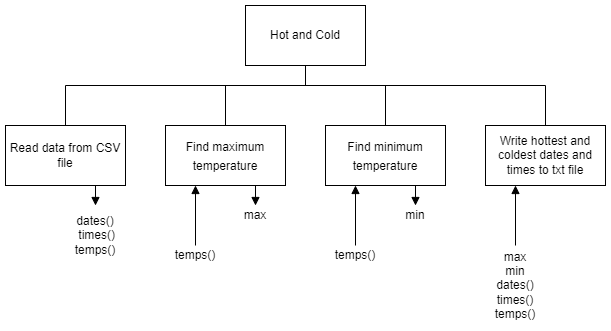 Hot and Cold
Read data from CSV
file
Find maximum
temperature
Find minimum
temperature
Write hottest and
coldest dates and
times to txt file
dates()
times()
temps()
temps()
max
temps()
min
max
min
dates()
times()
temps()